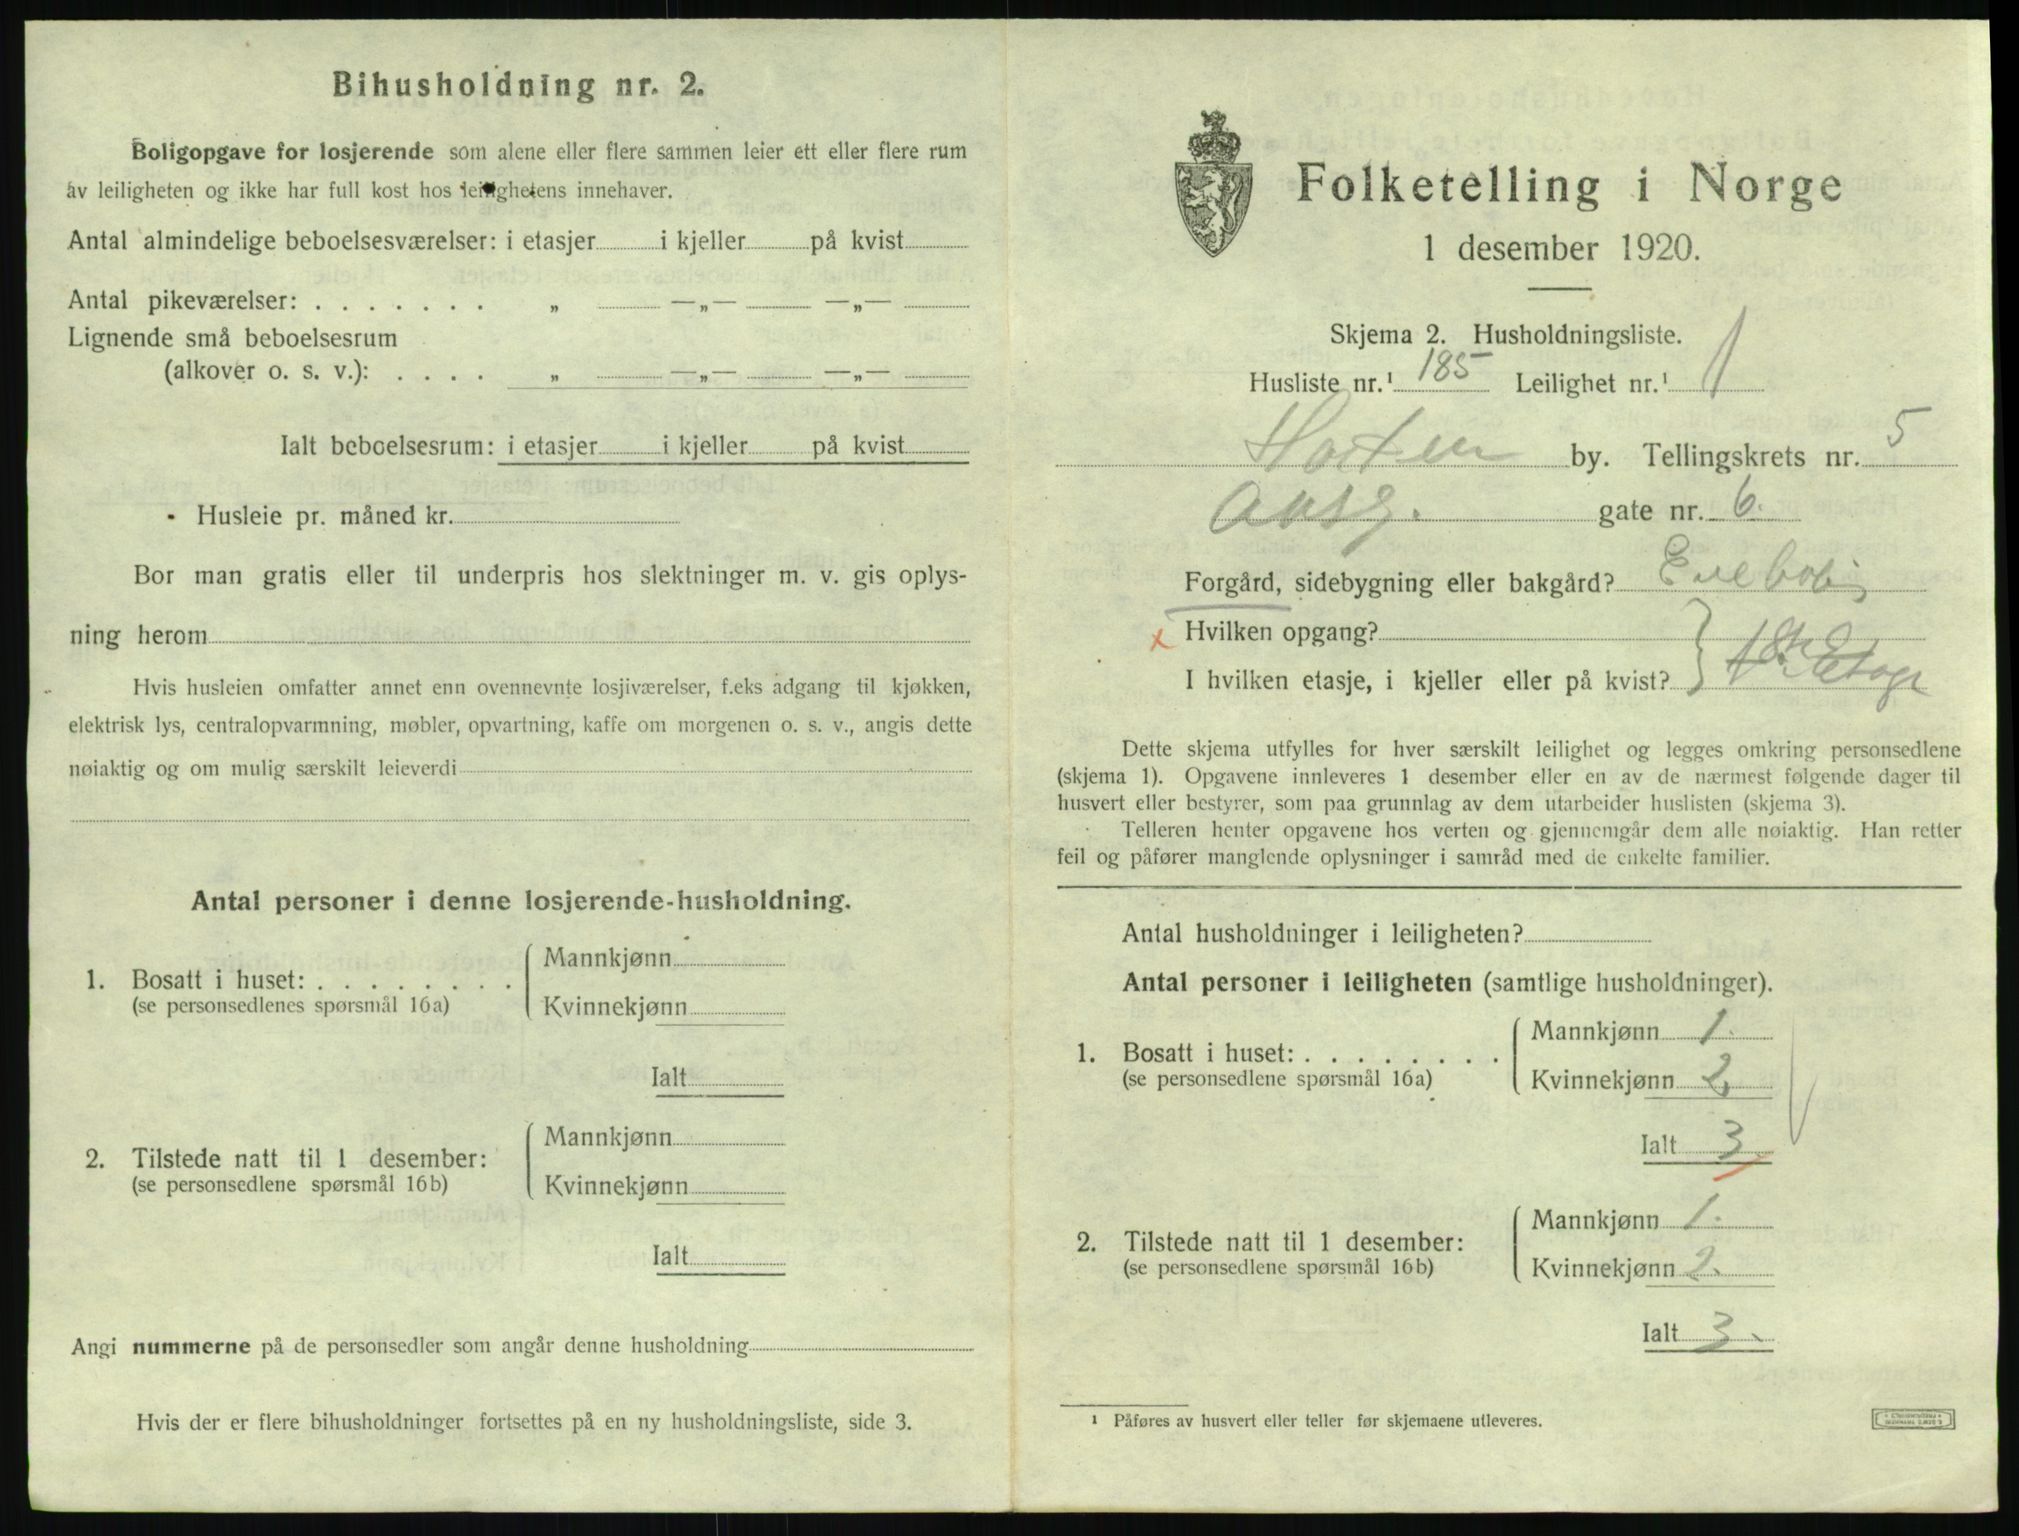 Bihusholdning nr. 2.
Boligopgave for losjerende som alene eller flere sammen leier ett eller flere rum
av leiligheten og ikke har full kost hos leilighetens innehaver.
Antal almindelige beboelsesværelser: i etasjer i kjeller på kvist
Antal pikeværelser: . . . . . . . „ —„— —„—
Lignende små beboelsesrum
(alkover o. s. v.): . . . . „ —„— —„—
Ialt beboelsesrum: i etasjer i kjeller på kvist
Husleie pr. måned kr.
Bor man gratis eller til underpris hos slektninger m. v. gis oplys-
ning herom
Hvis husleien omfatter annet enn ovennevnte losjiværelser, f.eks adgang til kjøkken,
elektrisk lys, centralopvarmning, møbler, opvartning, kaffe om morgenen o. s. v., angis dette
nøiaktig og om mulig særskilt leieverdi
Antal personer i denne losjerende-husholdning.
1. Bosatt i huset: . . . . . . . .
(se personsedlenes spørsmål 16a)
Mannkjønn
Kvinnekjønn
Ialt
2. Tilstede natt til 1 desember:
(se personsedlene spørsmål 16b)
Mannkjønn
Kvinnekjønn
Ialt
Angi nummerne på de personsedler som angår denne husholdning
Hvis der er flere bihusholdninger fortsettes på en ny husholdningsliste, side 3.
Folketelling i Norge
1 desember 1920.
Skjema 2. Husholdningsliste.
Husliste nr.¹ 185 Leilighet nr.¹ 1
Horten by. Tellingskrets nr. 5
gate nr. 6.
Forgård, sidebygning eller bakgård?
x Hvilken opgang?
I hvilken etasje, i kjeller eller på kvist? Etage
Dette skjema utfylles for hver særskilt leilighet og legges omkring personsedlene
(skjema 1). Opgavene innleveres 1 desember eller en av de nærmest følgende dager til
husvert eller bestyrer, som paa grunnlag av dem utarbeider huslisten (skjema 3).
Telleren henter opgavene hos verten og gjennemgår dem alle nøiaktig. Han retter
feil og påfører manglende oplysninger i samråd med de enkelte familier.
Antal husholdninger i leiligheten?
Antal personer i leiligheten (samtlige husholdninger).
1. Bosatt i huset: . . . . . . . .
(se personsedlene spørsmål 16a)
Mannkjønn 1.
Kvinnekjønn 2.
Ialt 3.
2. Tilstede natt til 1 desember:
(se personsedlene spørsmål 16b)
Mannkjønn 1.
Kvinnekjønn 2.
Ialt 3.
¹ Påføres av husvert eller teller før skjemaene utleveres.